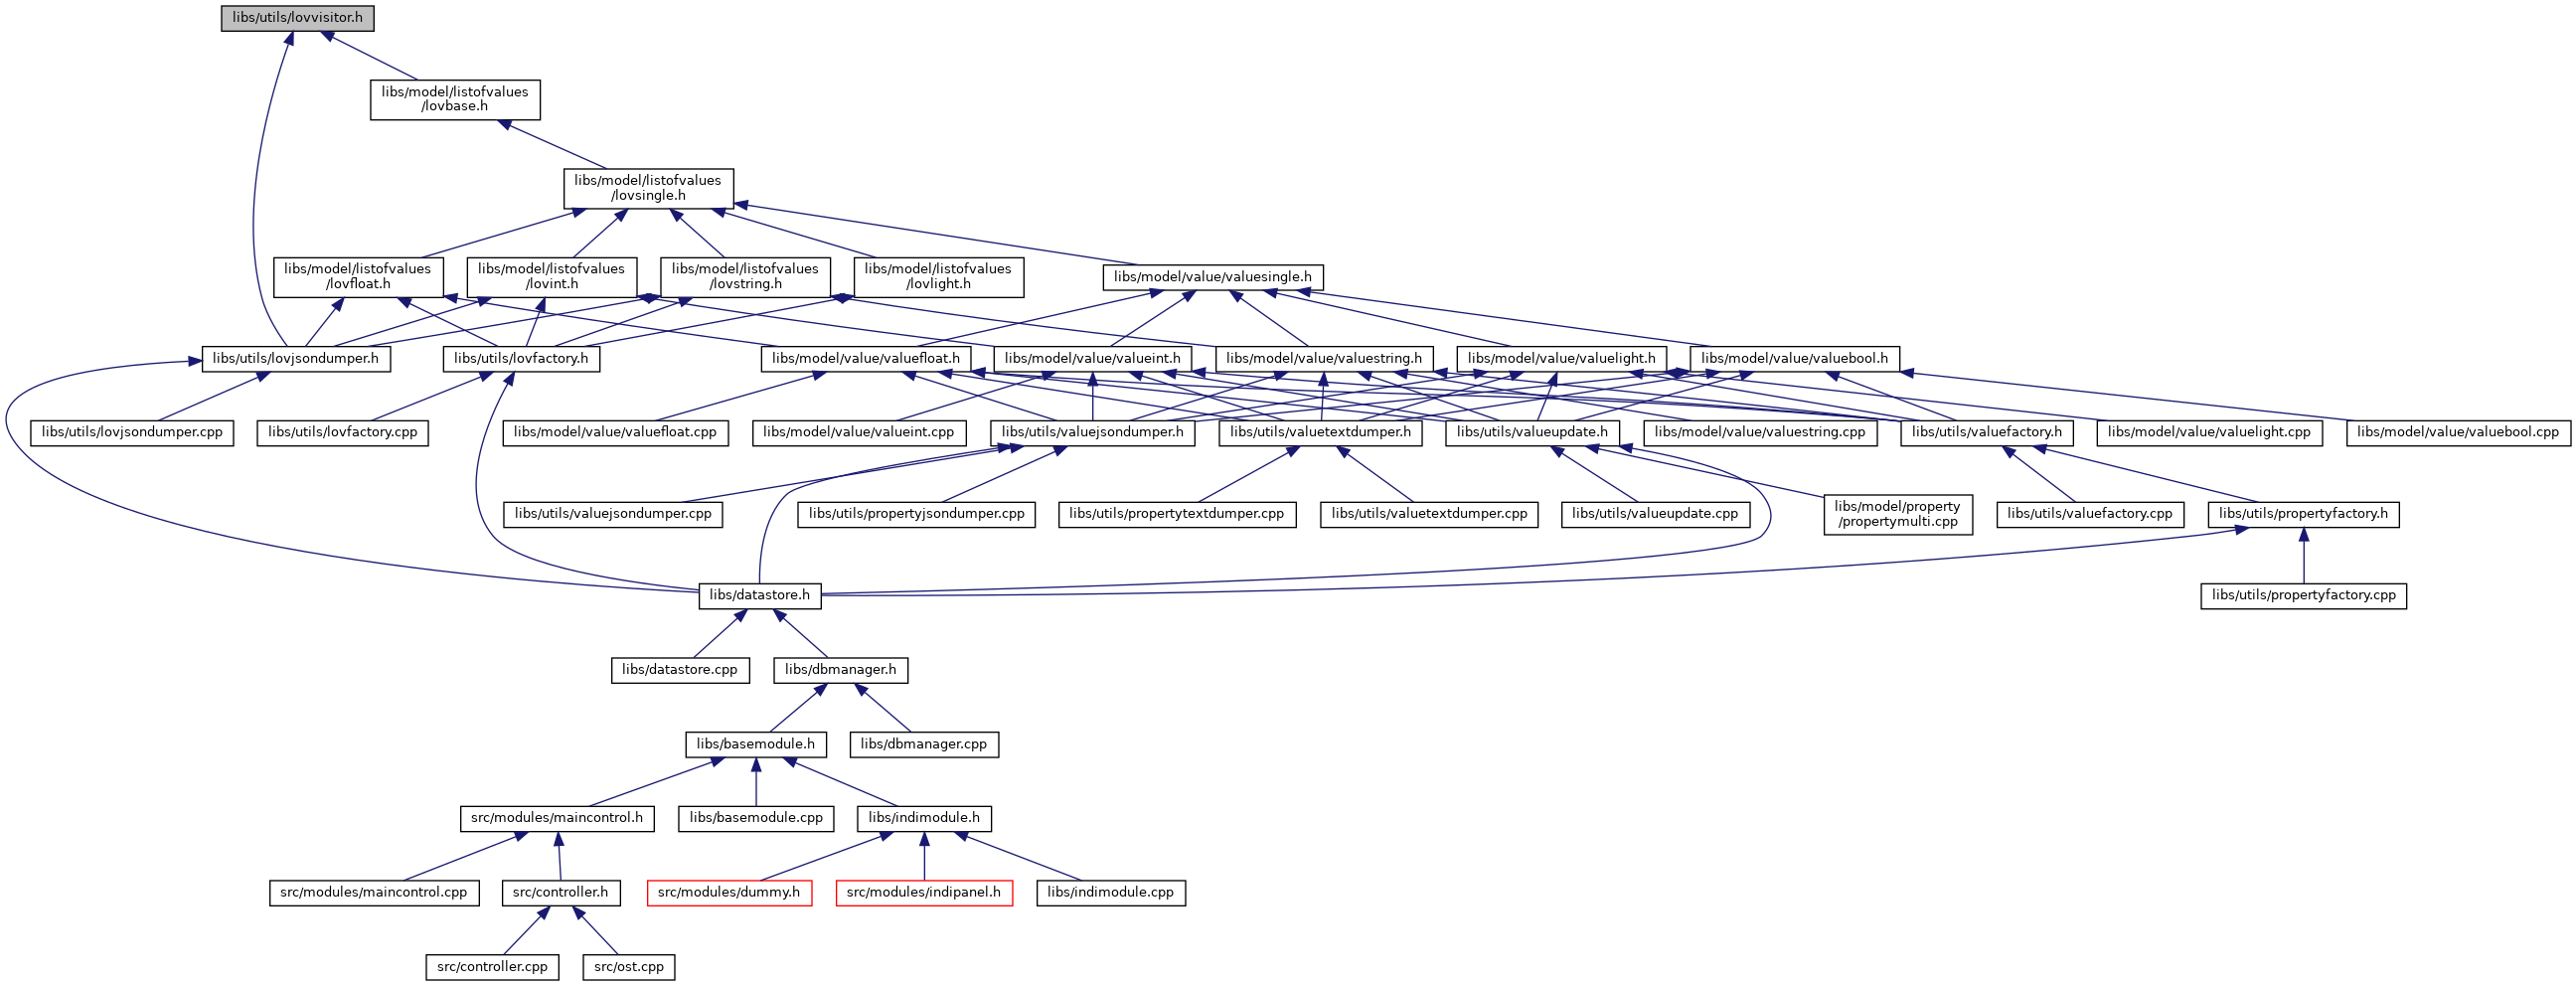 libs/utils/lovvisitor.h
libs/model/listofvalues
/lovbase.h
libs/model/listofvalues
/lovsingle.h
libs/model/listofvalues
/lovfloat.h
libs/model/listofvalues
/lovint.h
libs/model/listofvalues
/lovstring.h
libs/model/listofvalues
/lovlight.h
libs/model/value/valuesingle.h
libs/utils/lovjsondumper.h
libs/utils/lovfactory.h
libs/model/value/valuefloat.h
libs/model/value/valueint.h
libs/model/value/valuestring.h
libs/model/value/valuelight.h
libs/model/value/valuebool.h
libs/utils/lovjsondumper.cpp
libs/utils/lovfactory.cpp
libs/model/value/valuefloat.cpp
libs/model/value/valueint.cpp
libs/utils/valuejsondumper.h
libs/utils/valuetextdumper.h
libs/utils/valueupdate.h
libs/model/value/valuestring.cpp
libs/utils/valuefactory.h
libs/model/value/valuelight.cpp
libs/model/value/valuebool.cpp
libs/utils/valuejsondumper.cpp
libs/utils/propertyjsondumper.cpp
libs/utils/propertytextdumper.cpp
libs/utils/valuetextdumper.cpp
libs/utils/valueupdate.cpp
libs/model/property
/propertymulti.cpp
libs/utils/valuefactory.cpp
libs/utils/propertyfactory.h
libs/datastore.h
libs/utils/propertyfactory.cpp
libs/datastore.cpp
libs/dbmanager.h
libs/basemodule.h
libs/dbmanager.cpp
src/modules/maincontrol.h
libs/basemodule.cpp
libs/indimodule.h
src/modules/maincontrol.cpp
src/controller.h
src/modules/dummy.h
src/modules/indipanel.h
libs/indimodule.cpp
src/controller.cpp
src/ost.cpp